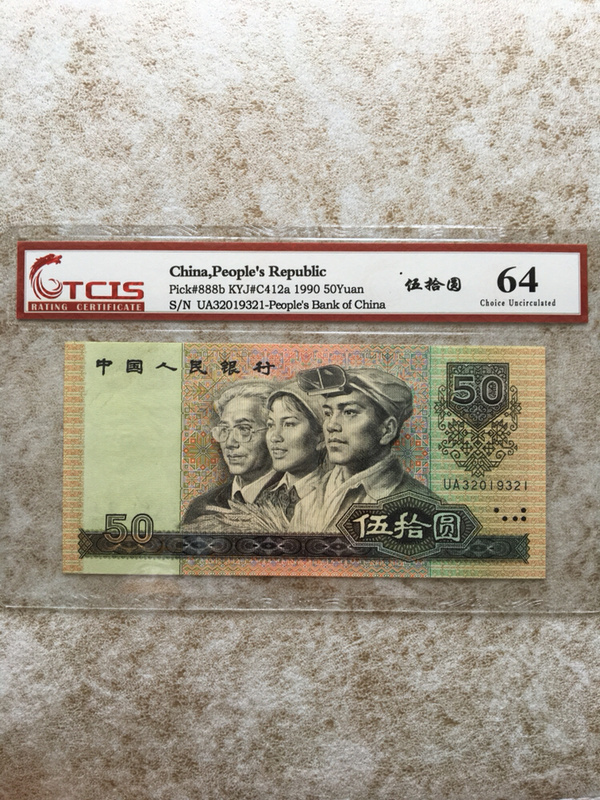 TCIS
RATING CERTIFICATE
China,People's Republic
Pick#888b KYJ#C412a 1990 50Yuan
S/N UA32019321-People's Bank of China
伍拾圆
64
Choice Uncirculated
中国人民银行
50
UA32019321
50
伍拾圆